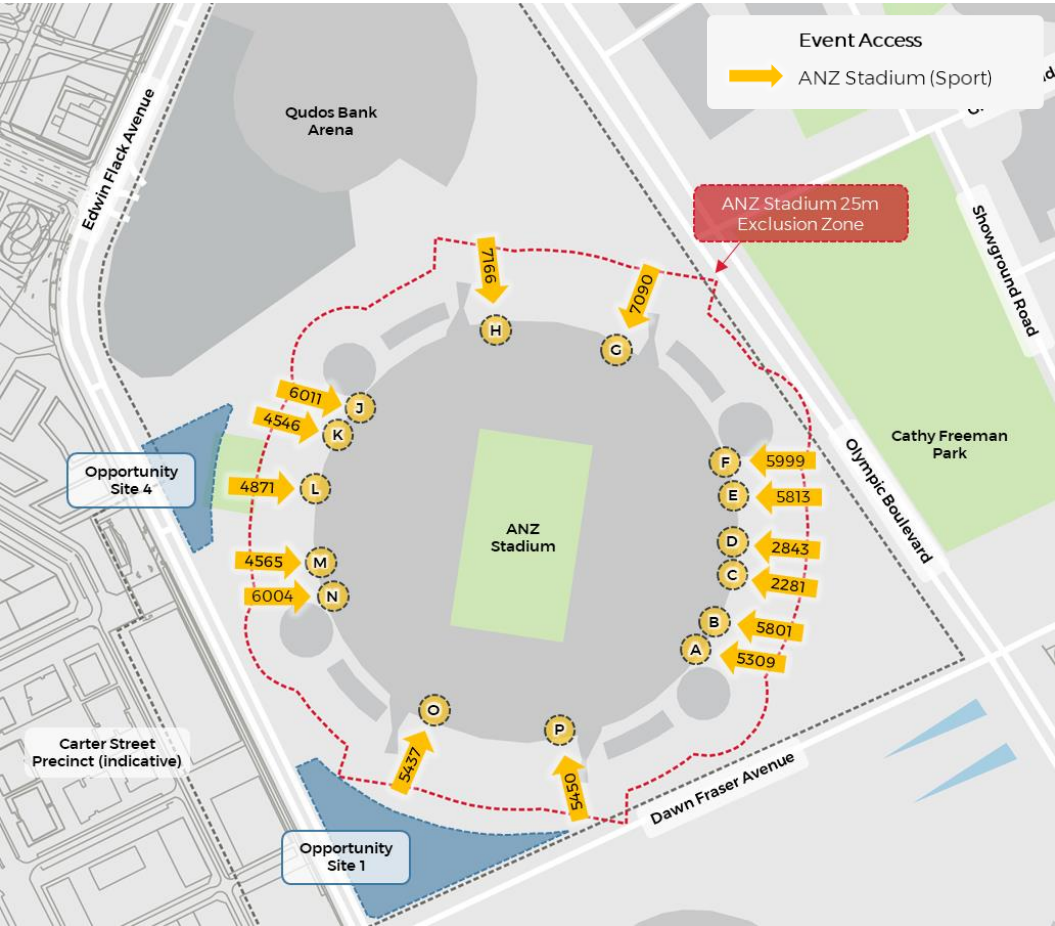 Event Access
ANZ Stadium (Sport)
Qudos Bank
Arena
Edwin Flack Avenue
ANZ Stadium 25m
Exclusion Zone
Showground Road
7166
7090
H
G
6011
J
4546
K
Cathy Freeman
Park
Olympic Boulevard
F
5999
Opportunity
Site 4
4871
L
E
5813
ANZ
Stadium
D
2843
4565
M
C
2281
6004
N
B
5801
A
5309
O
P
5437
5450
Carter Street
Precinct (indicative)
Dawn Fraser Avenue
Opportunity
Site 1